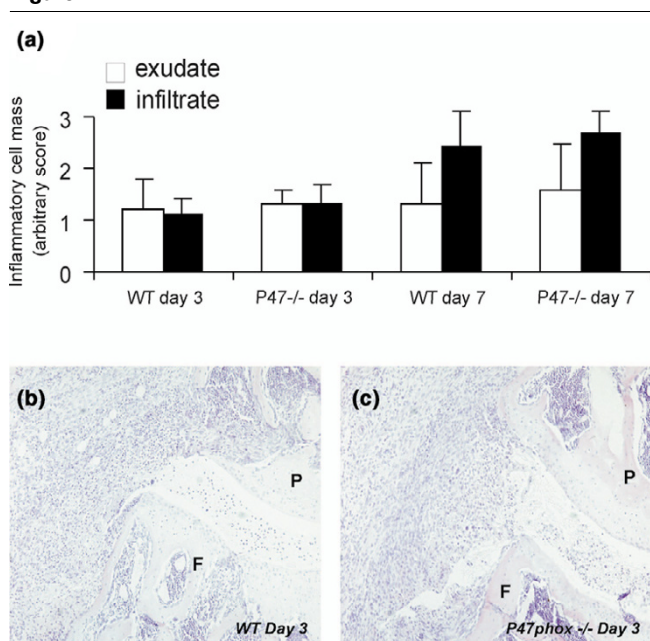 (a)
exudate
infiltrate
Inflammatory cell mass
(arbitrary score)
3
2
1
0
WT day 3 P47-/- day 3 WT day 7 P47-/- day 7
(b)
P
F
WT Day 3
(c)
P
F
P47phox -/- Day 3